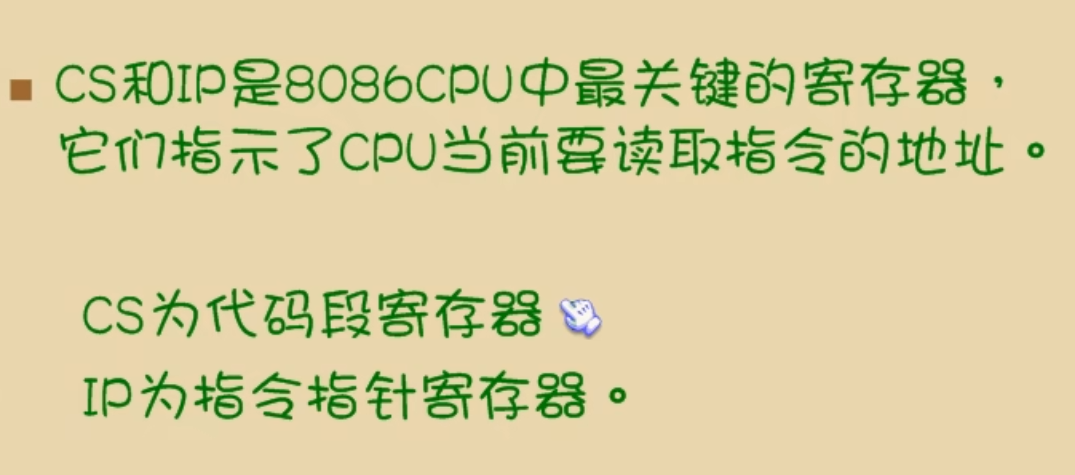 CS和IP是8086CPU中最关键的寄存器，
它们指示了CPU当前要读取指令的地址。
CS为代码段寄存器
IP为指令指针寄存器。